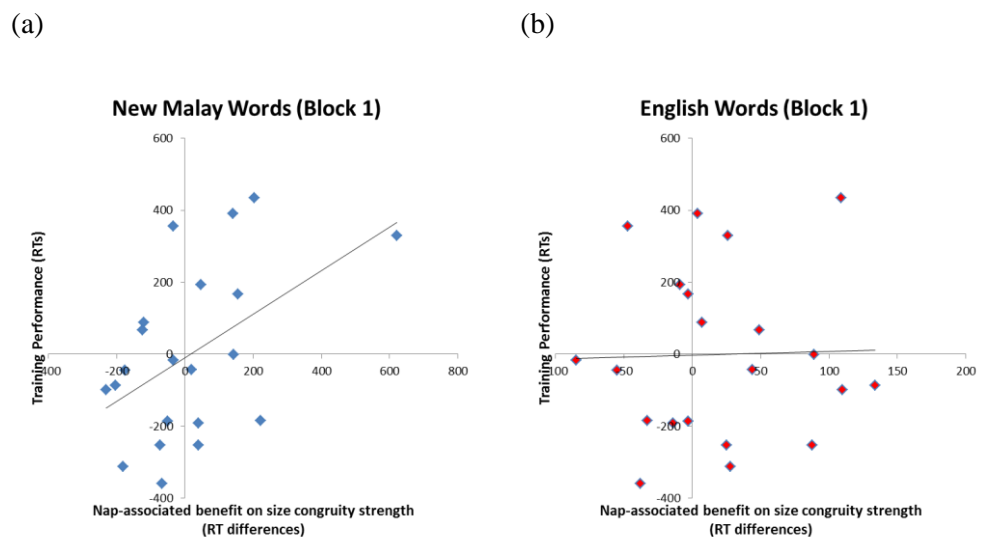 (a)
(b)
New Malay Words (Block 1)
English Words (Block 1)
600
400
200
0
-200
-400
-400
-200
0
200
400
600
800
Training Performance (RTs)
Nap-associated benefit on size congruity strength
(RT differences)
600
400
200
0
-200
-400
-100
-50
0
50
100
150
200
Training Performance (RTs)
Nap-associated benefit on size congruity strength
(RT differences)